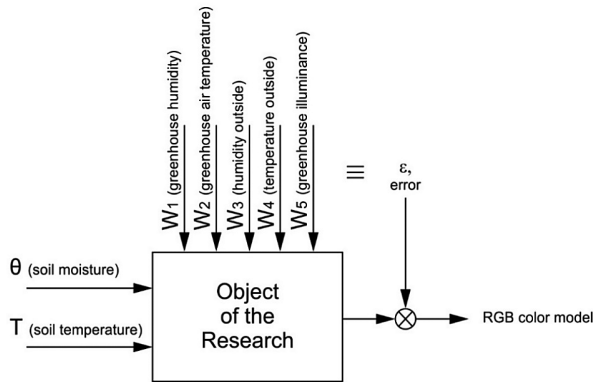 W1 (greenhouse humidity)
W2 (greenhouse air temperature)
W3 (humidity outside)
W4 (temperature outside)
W5 (greenhouse illuminance)
≡
ε,
error
θ (soil moisture)
T (soil temperature)
Object
of the
Research
RGB color model